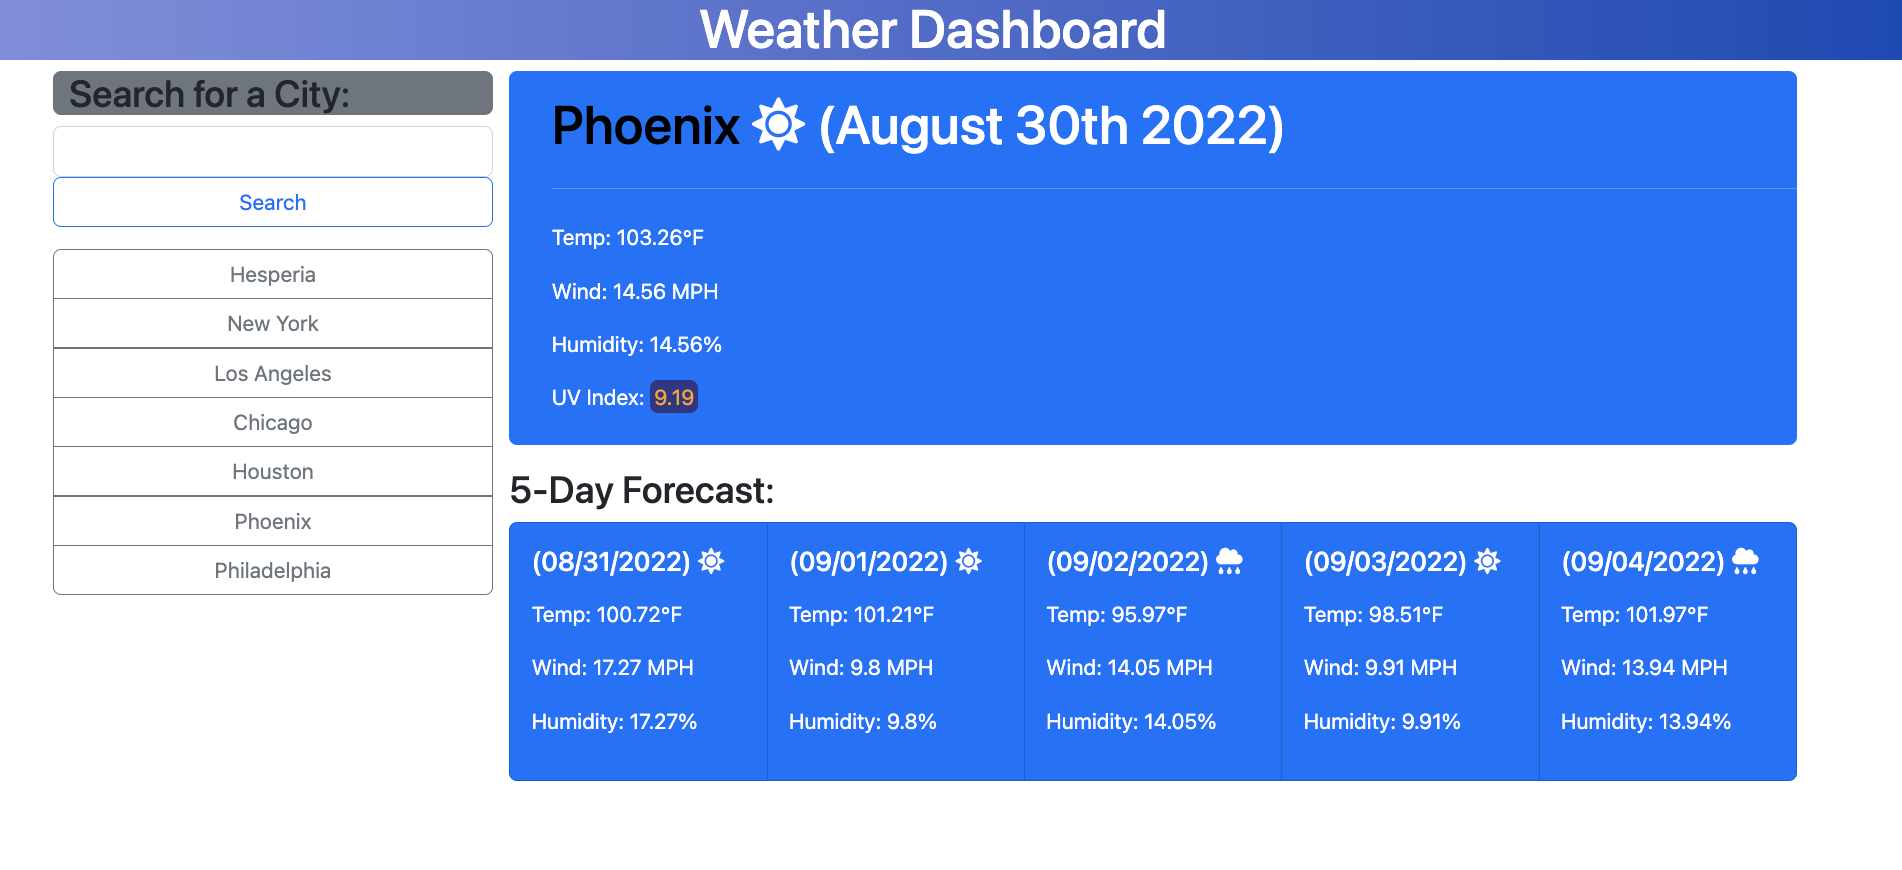 Weather Dashboard
Search for a City:
Search
Hesperia
New York
Los Angeles
Chicago
Houston
Phoenix
Philadelphia
Phoenix (August 30th 2022)
Temp: 103.26°F
Wind: 14.56 MPH
Humidity: 14.56%
UV Index: 9.19
5-Day Forecast:
(08/31/2022)
Temp: 100.72°F
Wind: 17.27 MPH
Humidity: 17.27%
(09/01/2022)
Temp: 101.21°F
Wind: 9.8 MPH
Humidity: 9.8%
(09/02/2022)
Temp: 95.97°F
Wind: 14.05 MPH
Humidity: 14.05%
(09/03/2022)
Temp: 98.51°F
Wind: 9.91 MPH
Humidity: 9.91%
(09/04/2022)
Temp: 101.97°F
Wind: 13.94 MPH
Humidity: 13.94%